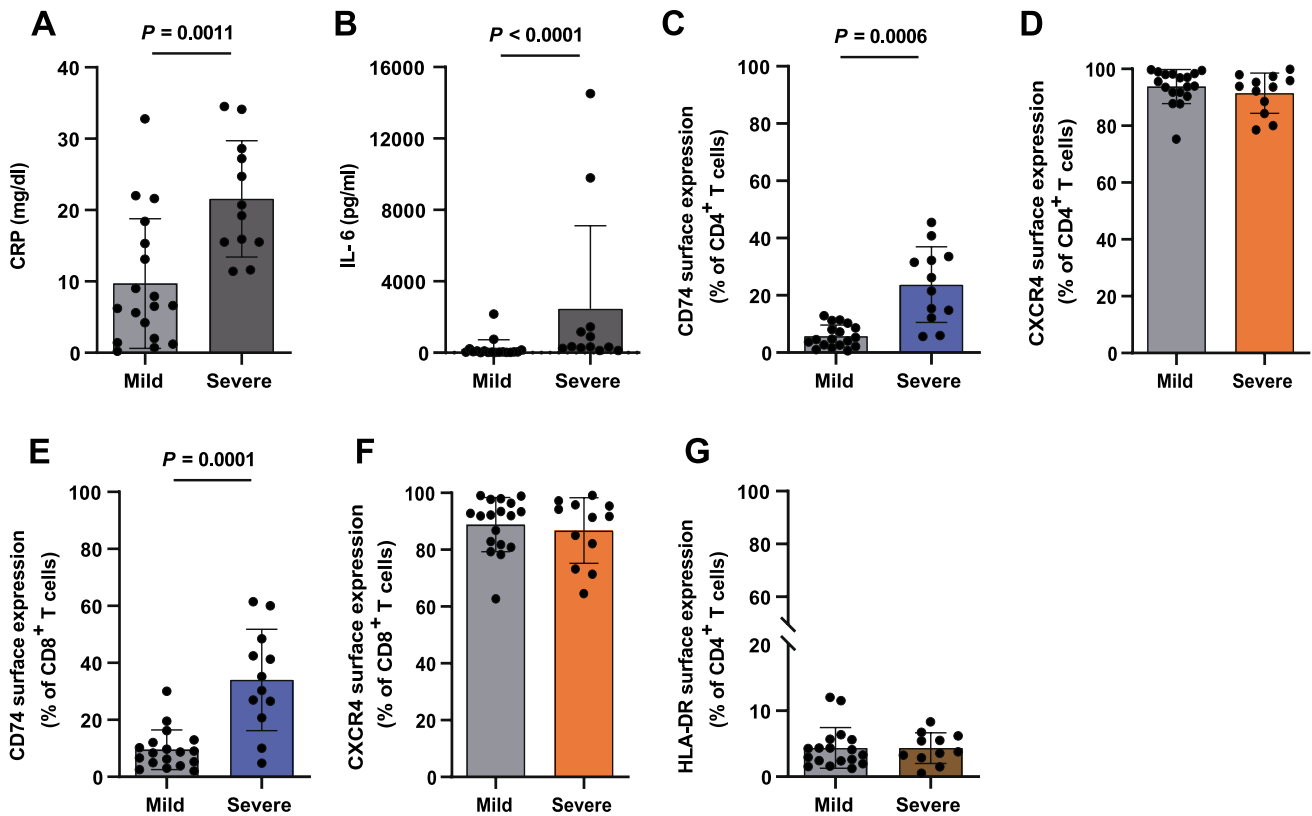 A
P = 0.0011
CRP (mg/dl)
40
30
20
10
0
Mild
Severe
B
P < 0.0001
IL- 6 (pg/ml)
16000
12000
8000
4000
0
Mild
Severe
C
P = 0.0006
CD74 surface expression
(% of CD4+ T cells)
100
80
60
40
20
0
Mild
Severe
D
CXCR4 surface expression
(% of CD4+ T cells)
100
80
60
40
20
0
Mild
Severe
E
P = 0.0001
CD74 surface expression
(% of CD8+ T cells)
100
80
60
40
20
0
Mild
Severe
F
CXCR4 surface expression
(% of CD8+ T cells)
100
80
60
40
20
0
Mild
Severe
G
HLA-DR surface expression
(% of CD4+ T cells)
100
80
60
20
10
0
Mild
Severe